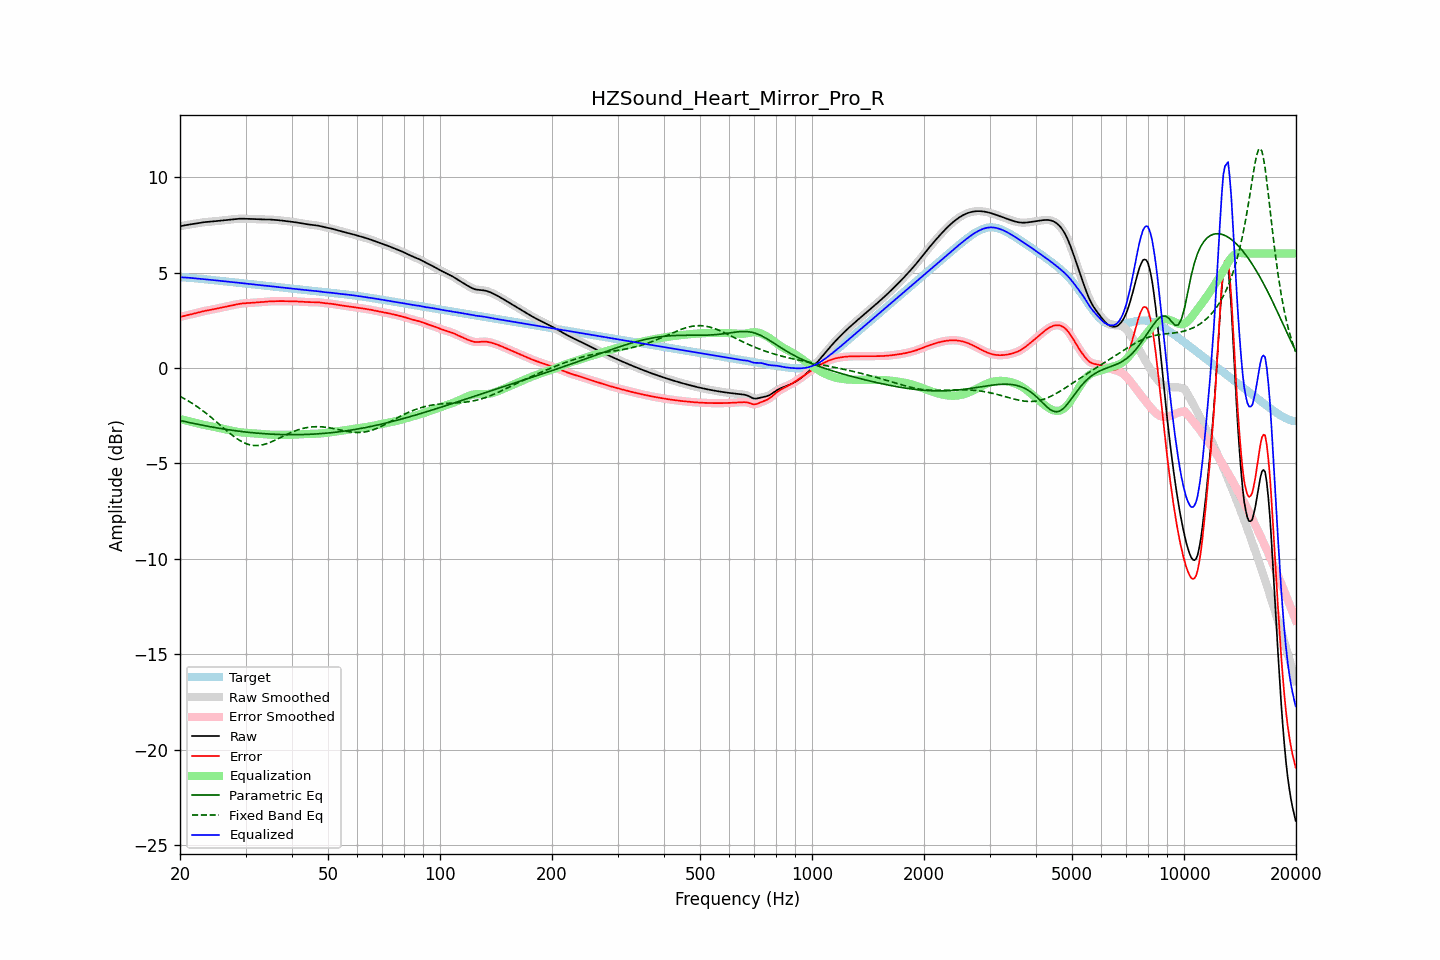 HZSound_Heart_Mirror_Pro_R
Amplitude (dBr)
10
5
0
−5
−10
−15
−20
−25
Target
Raw Smoothed
Error Smoothed
Raw
Error
Equalization
Parametric Eq
Fixed Band Eq
Equalized
20 50 100 200 500 1000 2000 5000 10000 20000
Frequency (Hz)